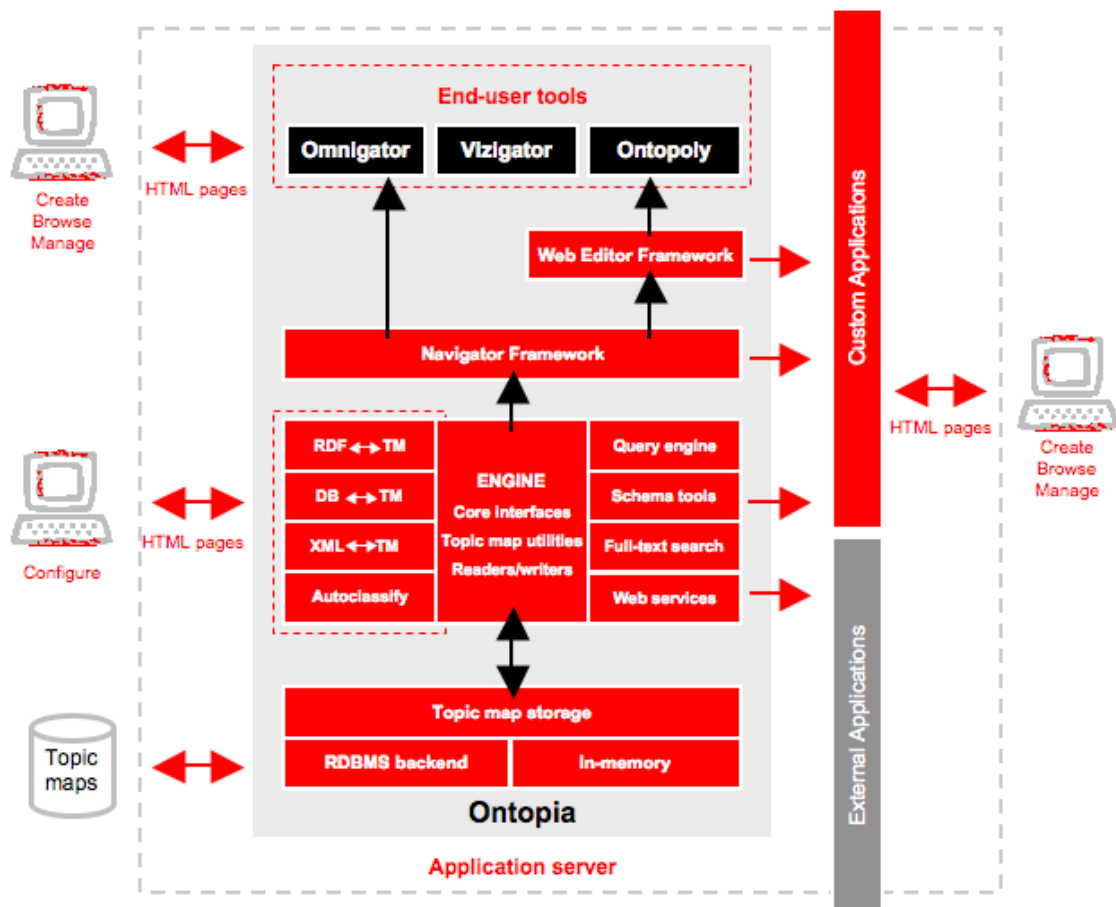 End-user tools
Omnigator
Vizigator
Ontopoly
HTML pages
Create
Browse
Manage
Web Editor Framework
Navigator Framework
Custom Applications
RDF↔TM
DB ↔TM
XML↔TM
Autoclassify
ENGINE
Core interfaces
Topic map utilities
Readers/writers
Query engine
Schema tools
Full-text search
Web services
HTML pages
Configure
HTML pages
Create
Browse
Manage
Topic map storage
RDBMS backend
In-memory
Topic
maps
External Applications
Ontopia
Application server